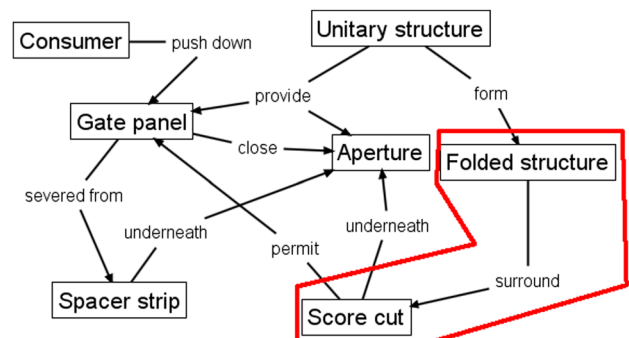 Unitary structure
Consumer
push down
provide
form
Gate panel
close
Aperture
Folded structure
severed from
underneath
permit
underneath
surround
Spacer strip
Score cut